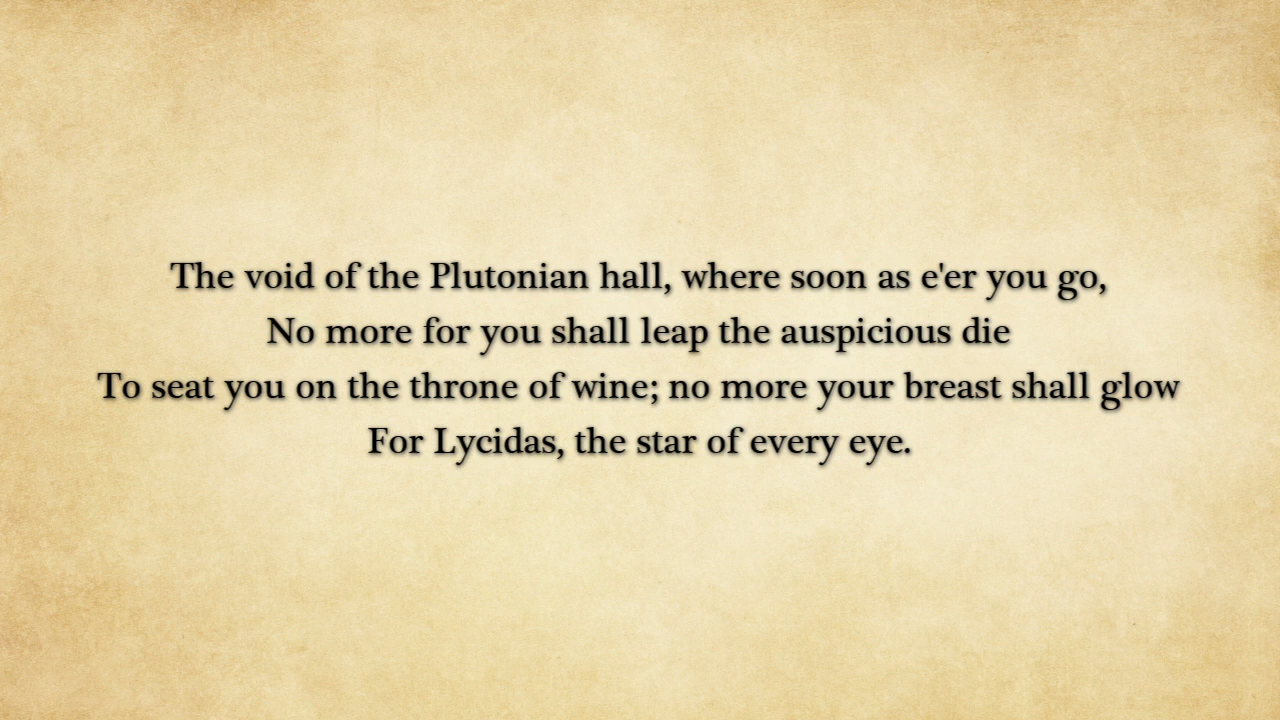 The void of the Plutonian hall, where soon as e'er you go,
No more for you shall leap the auspicious die
To seat you on the throne of wine; no more your breast shall glow
For Lycidas, the star of every eye.